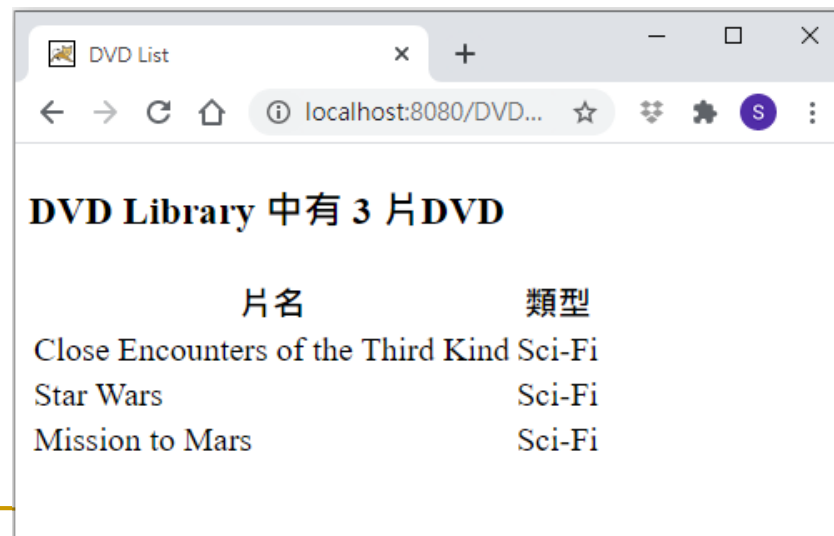 DVD List
localhost:8080/DVD...
S
DVD Library 中有 3 片DVD
片名 類型
Close Encounters of the Third Kind Sci-Fi
Star Wars Sci-Fi
Mission to Mars Sci-Fi